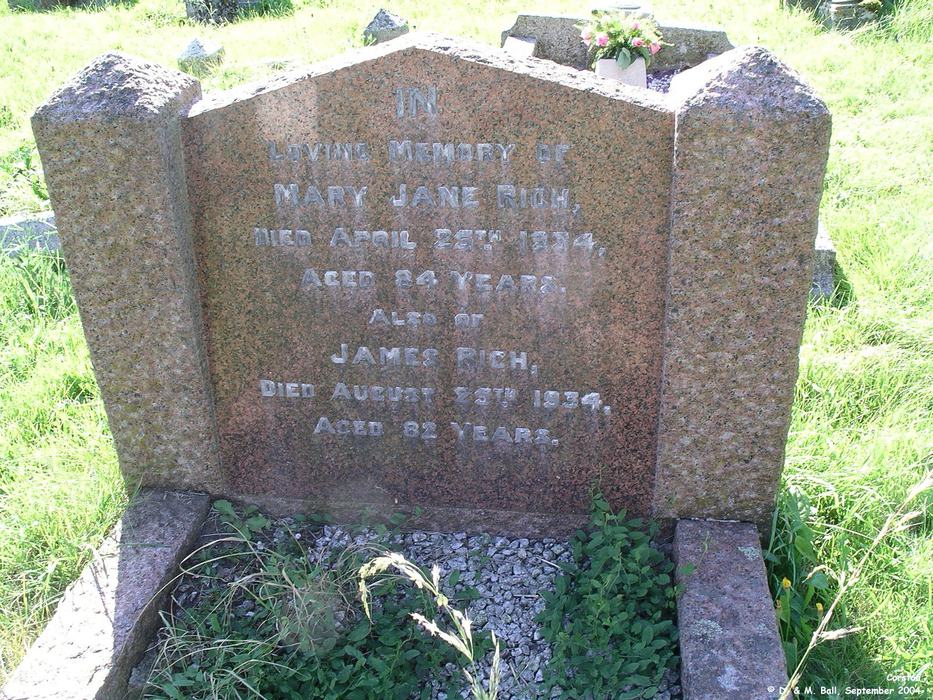 IN
LOVING MEMORY OF
MARY JANE RICH,
DIED APRIL 25TH 1934,
AGED 84 YEARS.
ALSO OF
JAMES RICH,
DIED AUGUST 25TH 1934,
AGED 82 YEARS.
Corston
© D. & M. Ball, September 2004